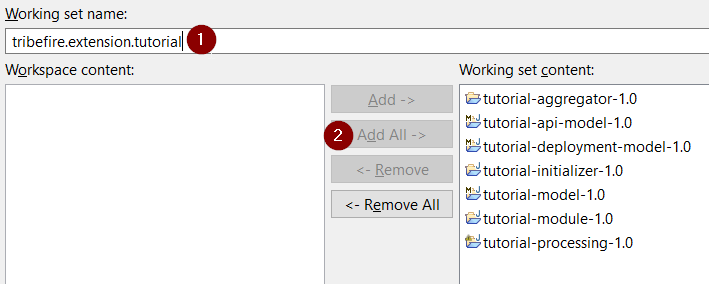 Working set name:
tribefire.extension.tutorial
1
Workspace content:
Working set content:
Add ->
2
Add All ->
<- Remove
<- Remove All
tutorial-aggregator-1.0
tutorial-api-model-1.0
tutorial-deployment-model-1.0
tutorial-initializer-1.0
tutorial-model-1.0
tutorial-module-1.0
tutorial-processing-1.0